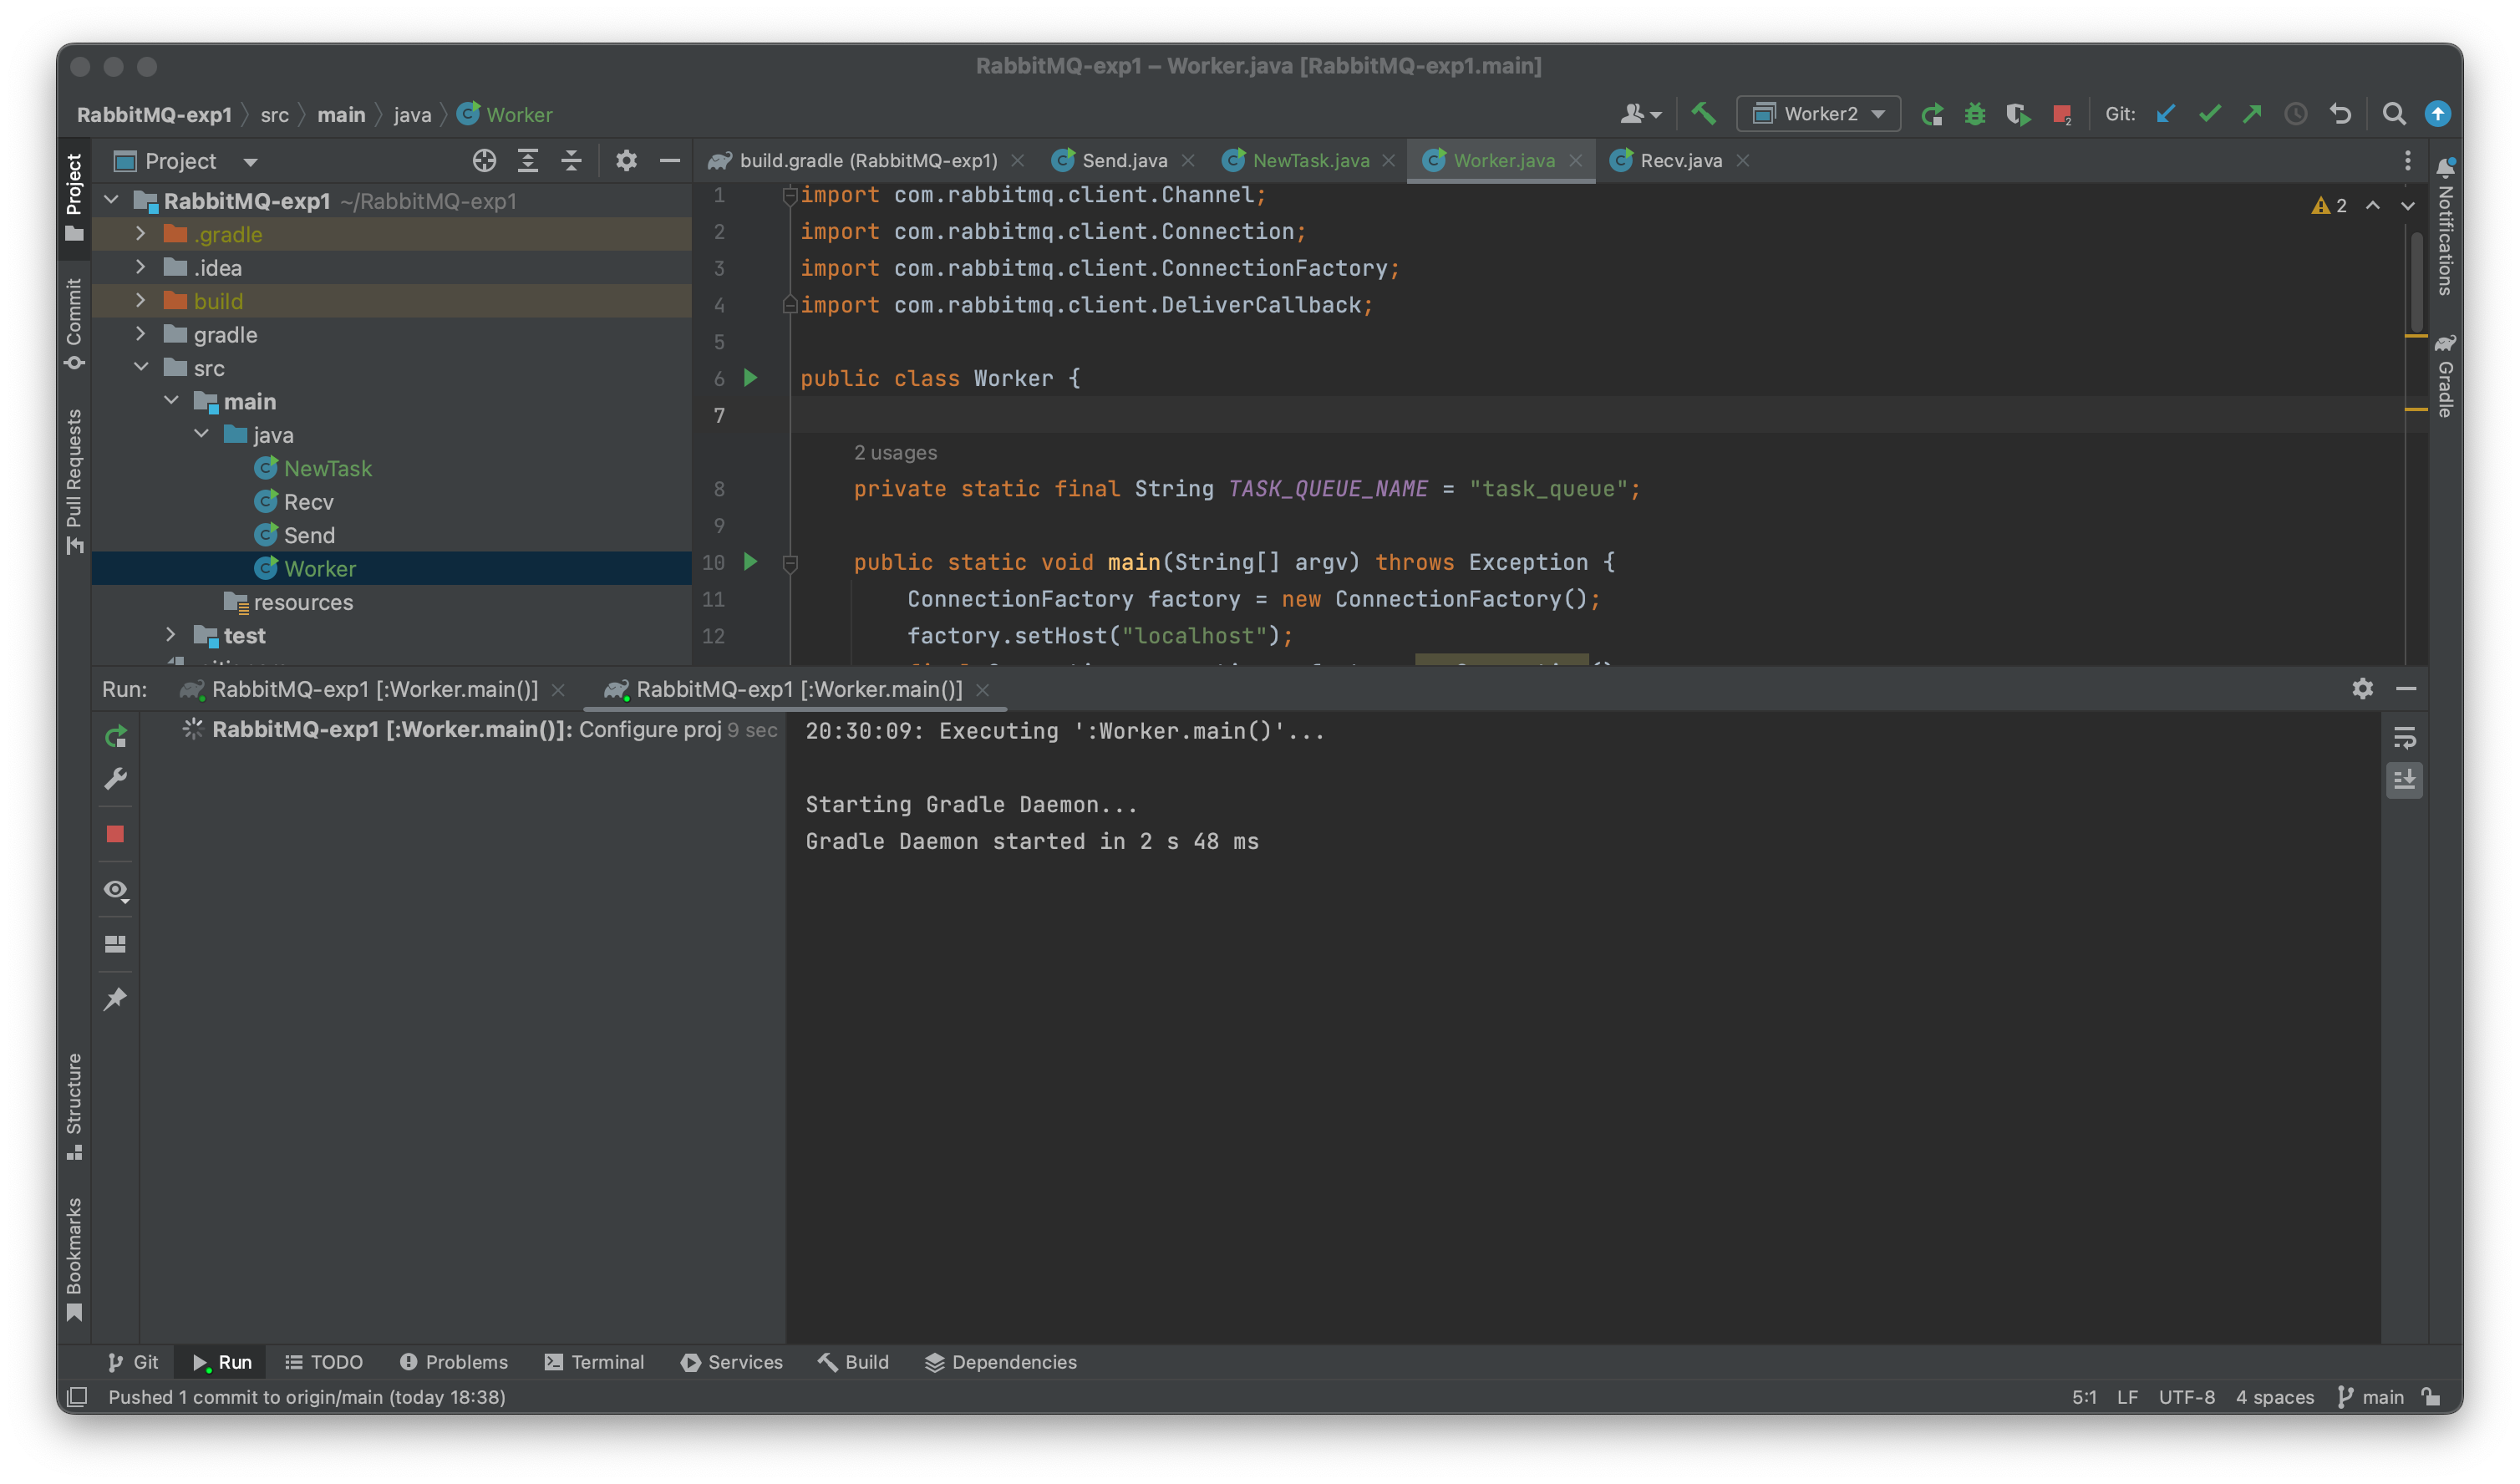 RabbitMQ-exp1 – Worker.java [RabbitMQ-exp1.main]
RabbitMQ-exp1 src main java Worker
Worker2
2
Git:
Project
build.gradle (RabbitMQ-exp1)
Send.java
NewTask.java
Worker.java
Recv.java
Project
Commit
Pull Requests
RabbitMQ-exp1 ~/RabbitMQ-exp1
.gradle
.idea
build
gradle
src
main
java
NewTask
Recv
Send
Worker
resources
test
1 import com.rabbitmq.client.Channel;
2 import com.rabbitmq.client.Connection;
3 import com.rabbitmq.client.ConnectionFactory;
4 import com.rabbitmq.client.DeliverCallback;
5
6 public class Worker {
7
2 usages
8 private static final String TASK_QUEUE_NAME = "task_queue";
9
10 public static void main(String[] argv) throws Exception {
11 ConnectionFactory factory = new ConnectionFactory();
12 factory.setHost("localhost");
2
Notifications
Gradle
Run:
RabbitMQ-exp1 [:Worker.main()]
RabbitMQ-exp1 [:Worker.main()]
RabbitMQ-exp1 [:Worker.main()]: Configure proj 9 sec
20:30:09: Executing ':Worker.main()'...
Starting Gradle Daemon...
Gradle Daemon started in 2 s 48 ms
Structure
Bookmarks
Git
Run
TODO
Problems
Terminal
Services
Build
Dependencies
Pushed 1 commit to origin/main (today 18:38)
5:1 LF UTF-8 4 spaces main